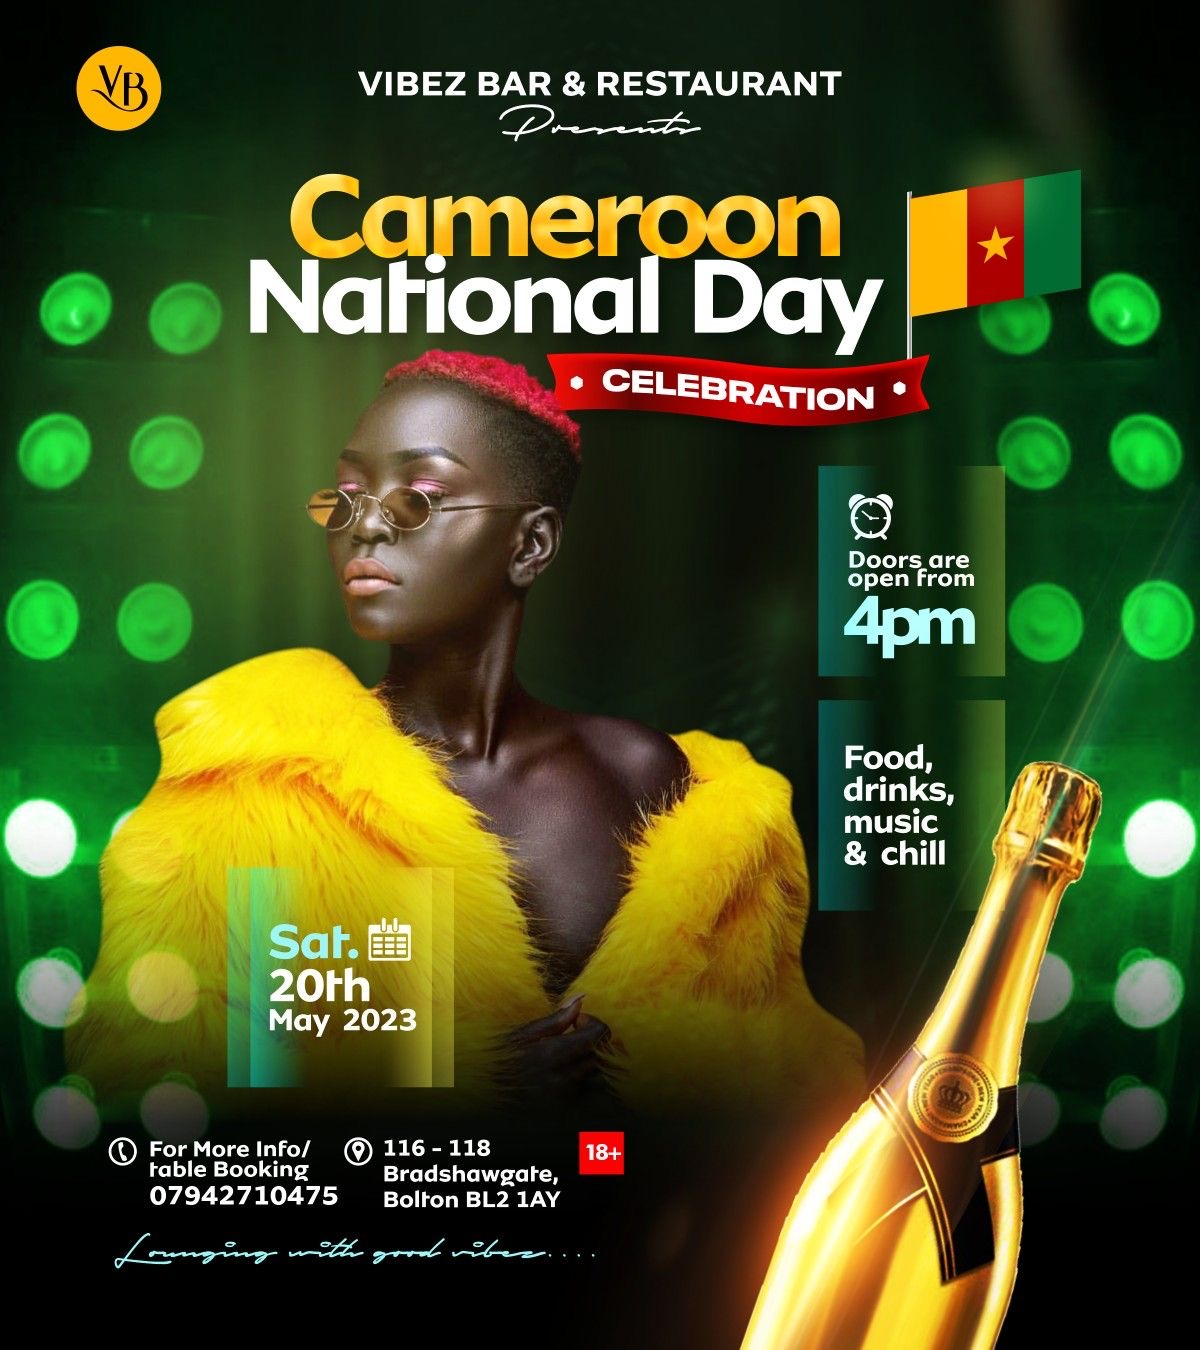 VB
VIBEZ BAR & RESTAURANT
Presents
Cameroon
National Day
CELEBRATION
Doors are
open from
4pm
Food,
drinks,
music
& chill
Sat.
20th
May 2023
For More Info/
table Booking
07942710475
116 - 118
Bradshawgate,
Bolton BL2 1AY
18+
Lounging with good vibez....